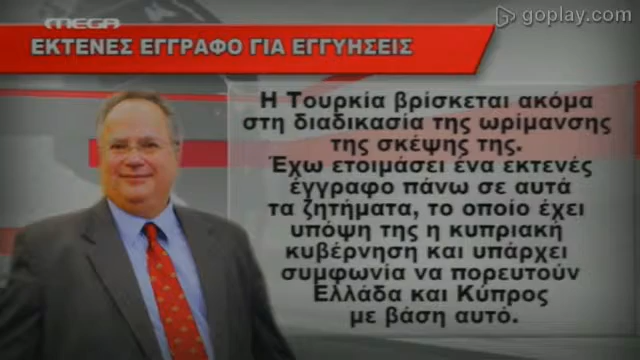 MEGA
goplay.com
ΕΚΤΕΝΕΣ ΕΓΓΡΑΦΟ ΓΙΑ ΕΓΓΥΗΣΕΙΣ
Η Τουρκία βρίσκεται ακόμα
στη διαδικασία της ωρίμανσης
της σκέψης της.
Έχω ετοιμάσει ένα εκτενές
έγγραφο πάνω σε αυτά
τα ζητήματα, το οποίο έχει
υπόψη της η κυπριακή
κυβέρνηση και υπάρχει
συμφωνία να πορευτούν
Ελλάδα και Κύπρος
με βάση αυτό.